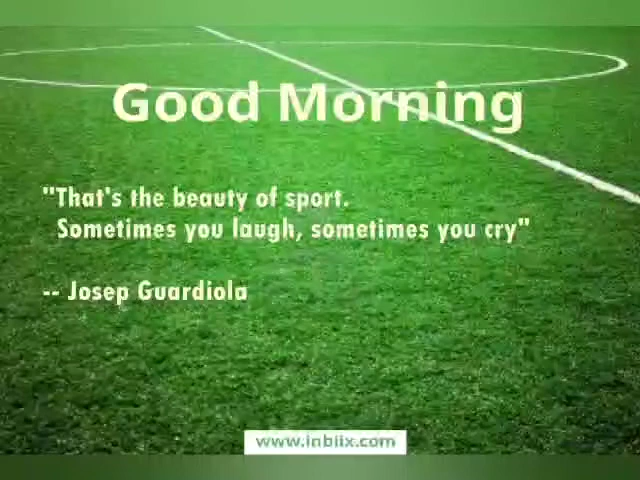 Good Morning
"That's the beauty of sport.
Sometimes you laugh, sometimes you cry"
-- Josep Guardiola
www.inbiix.com